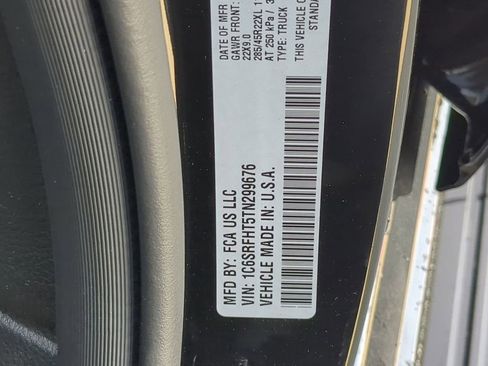 MFD BY: FCA US LLC
DATE OF MFR
GAWR FRONT:
22X9.0
285/45R22XL
AT 250 kPa /
TYPE: TRUCK
THIS VEHICLE
STANDA
VIN: 1C6SRFHT5TN299676
VEHICLE MADE IN: U.S.A.